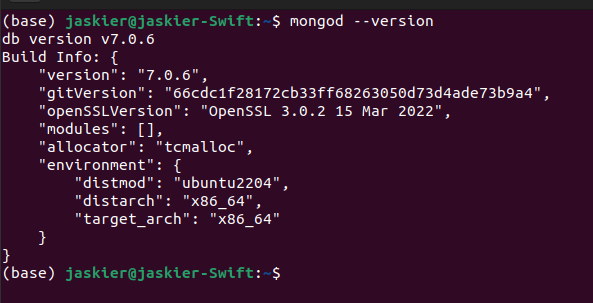 (base) jaskier@jaskier-Swift:~$ mongod --version
db version v7.0.6
Build Info: {
    "version": "7.0.6",
    "gitVersion": "66cdc1f28172cb33ff68263050d73d4ade73b9a4",
    "openSSLVersion": "OpenSSL 3.0.2 15 Mar 2022",
    "modules": [],
    "allocator": "tcmalloc",
    "environment": {
        "distmod": "ubuntu2204",
        "distarch": "x86_64",
        "target_arch": "x86_64"
    }
}
(base) jaskier@jaskier-Swift:~$